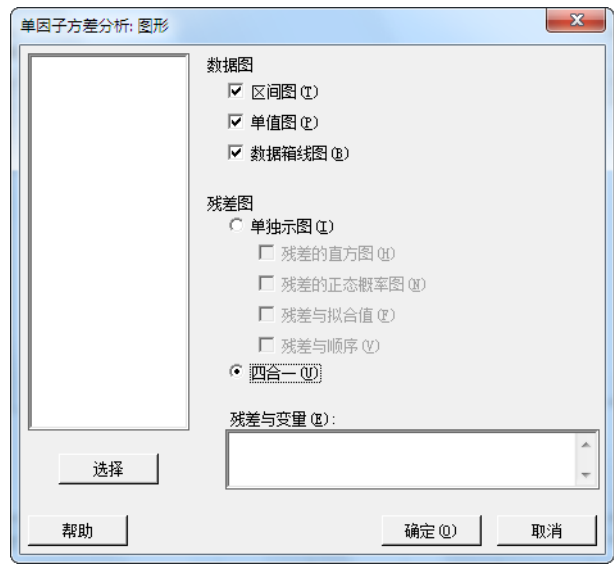 单因子方差分析: 图形
数据图
区间图(T)
单值图(P)
数据箱线图(B)
残差图
单独示图(I)
残差的直方图(H)
残差的正态概率图(N)
残差与拟合值(F)
残差与顺序(V)
四合一(U)
残差与变量(E):
选择
帮助
确定(O)
取消